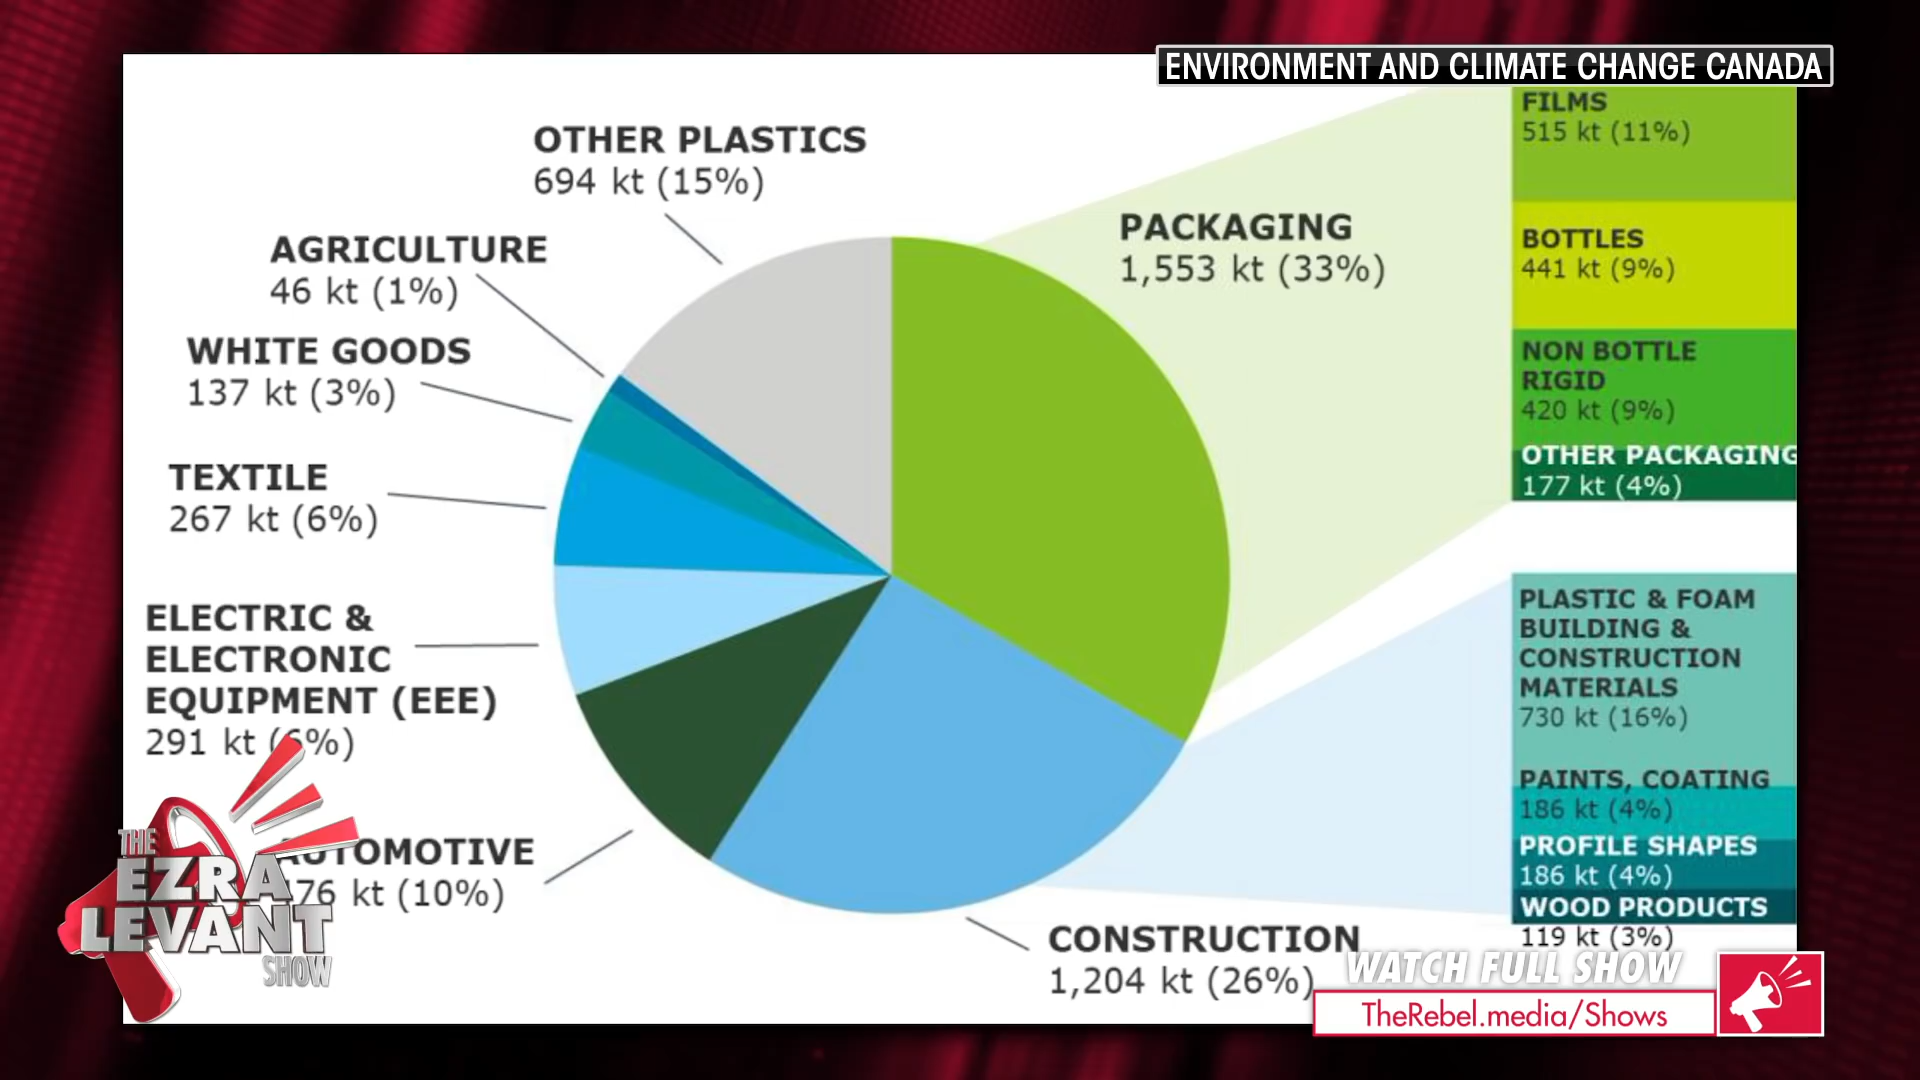 ENVIRONMENT AND CLIMATE CHANGE CANADA
OTHER PLASTICS
694 kt (15%)
AGRICULTURE
46 kt (1%)
WHITE GOODS
137 kt (3%)
TEXTILE
267 kt (6%)
ELECTRIC &
ELECTRONIC
EQUIPMENT (EEE)
291 kt (6%)
AUTOMOTIVE
76 kt (10%)
CONSTRUCTION
1,204 kt (26%)
PACKAGING
1,553 kt (33%)
FILMS
515 kt (11%)
BOTTLES
441 kt (9%)
NON BOTTLE
RIGID
420 kt (9%)
OTHER PACKAGING
177 kt (4%)
PLASTIC & FOAM
BUILDING &
CONSTRUCTION
MATERIALS
730 kt (16%)
PAINTS, COATING
186 kt (4%)
PROFILE SHAPES
186 kt (4%)
WOOD PRODUCTS
119 kt (3%)
THE
EZRA
LEVANT
SHOW
WATCH FULL SHOW
TheRebel.media/Shows